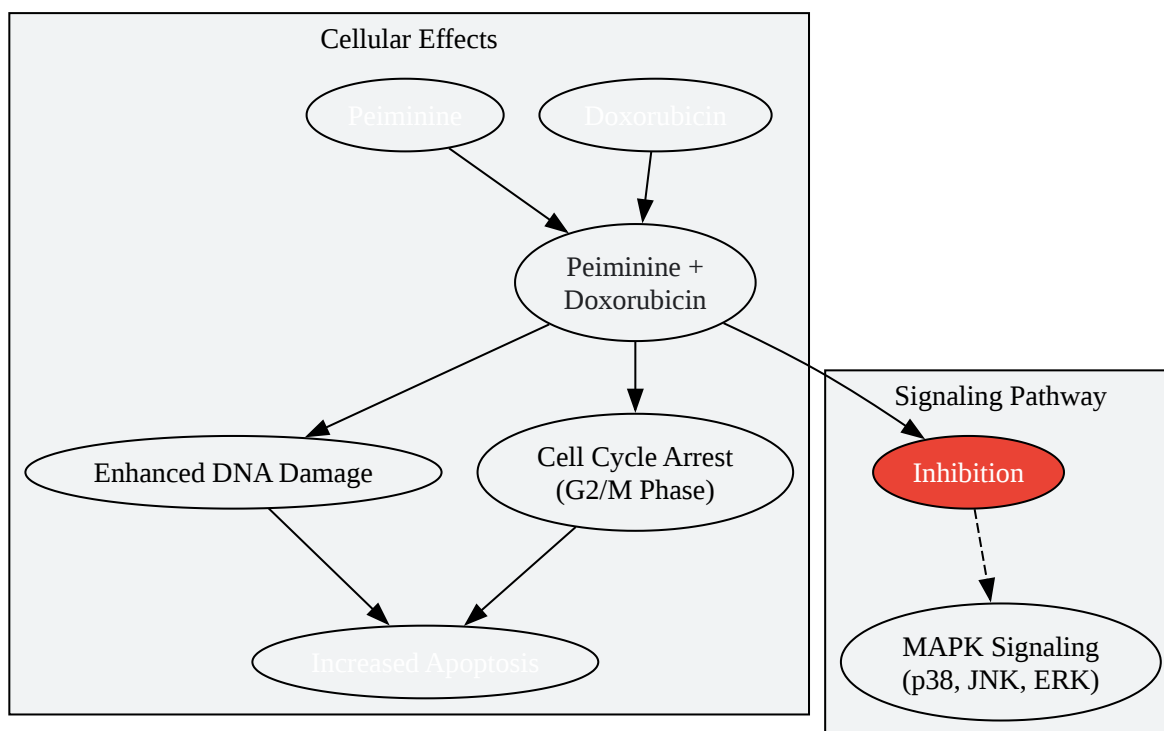 Cellular Effects
Peiminine
Doxorubicin
Peiminine +
Doxorubicin
Signaling Pathway
Enhanced DNA Damage
Cell Cycle Arrest
(G2/M Phase)
Inhibition
Increased Apoptosis
MAPK Signaling
(p38, JNK, ERK)